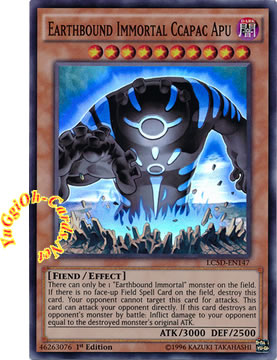 EARTHBOUND IMMORTAL CCAPAC APU
DARK
YuGgiOh-Cards.Net
LC5D-EN147
[FIEND / EFFECT]
There can only be 1 "Earthbound Immortal" monster on the field.
If there is no face-up Field Spell Card on the field, destroy this
card. Your opponent cannot target this card for attacks. This
card can attack your opponent directly. If this card destroys an
opponent's monster by battle: Inflict damage to your opponent
equal to the destroyed monster's original ATK.
ATK/3000 DEF/2500
46263076 1st Edition ©1996 KAZUKI TAKAHASHI